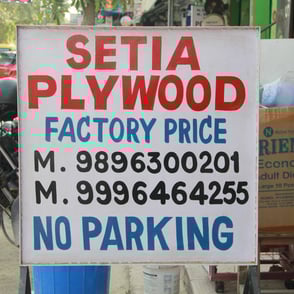 SETIA
PLYWOOD
FACTORY PRICE
M. 9896300201
M. 9996464255
NO PARKING